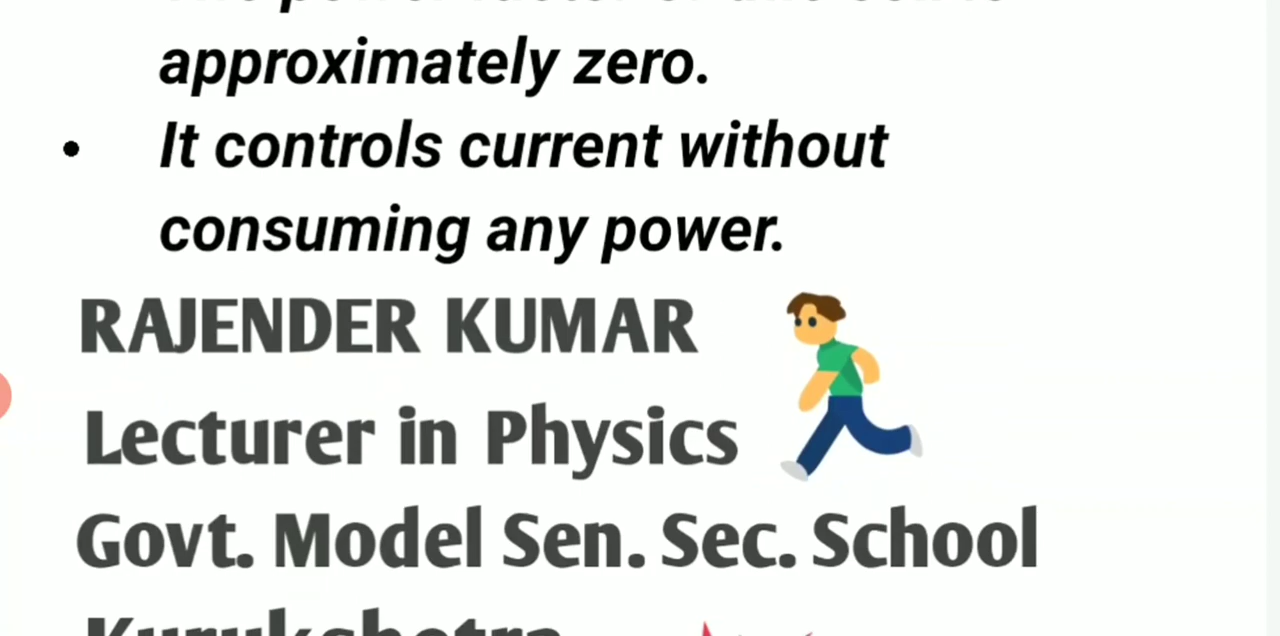 approximately zero.
• It controls current without
consuming any power.
RAJENDER KUMAR
Lecturer in Physics
Govt. Model Sen. Sec. School
Kurukshetra